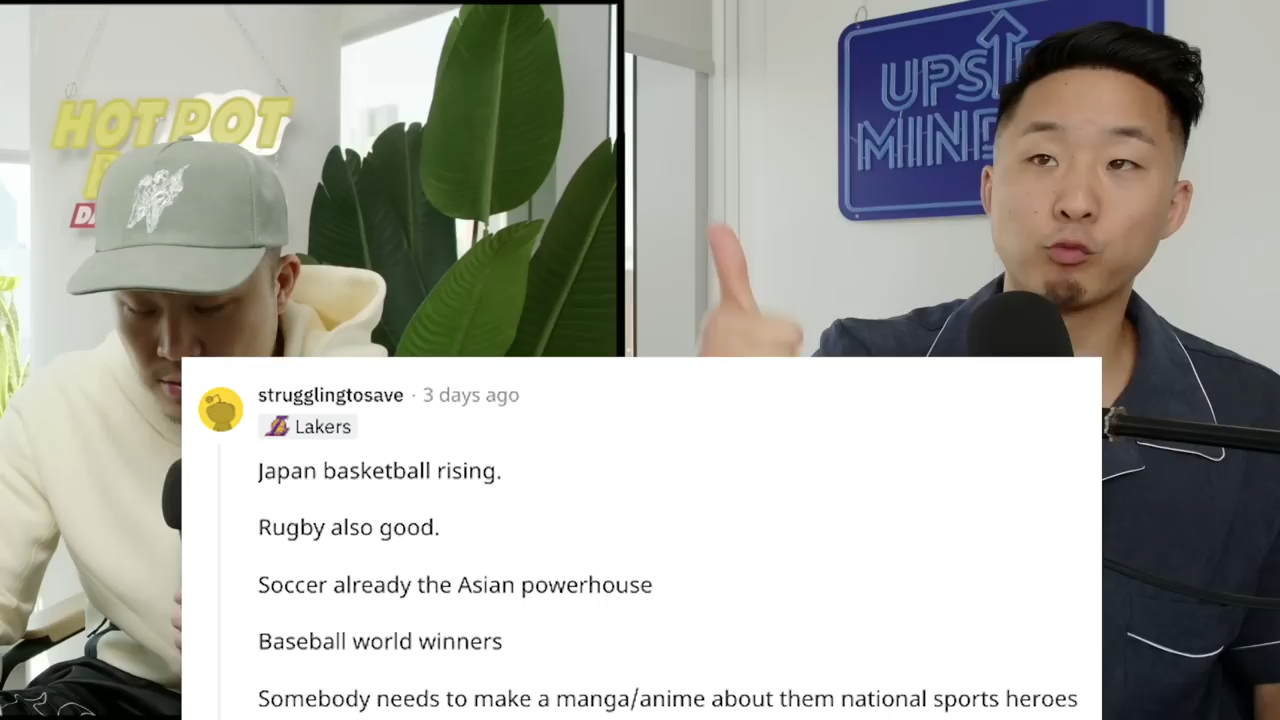 HOT POT
UPS
MIND
strugglingtosave · 3 days ago
Lakers
Japan basketball rising.
Rugby also good.
Soccer already the Asian powerhouse
Baseball world winners
Somebody needs to make a manga/anime about them national sports heroes